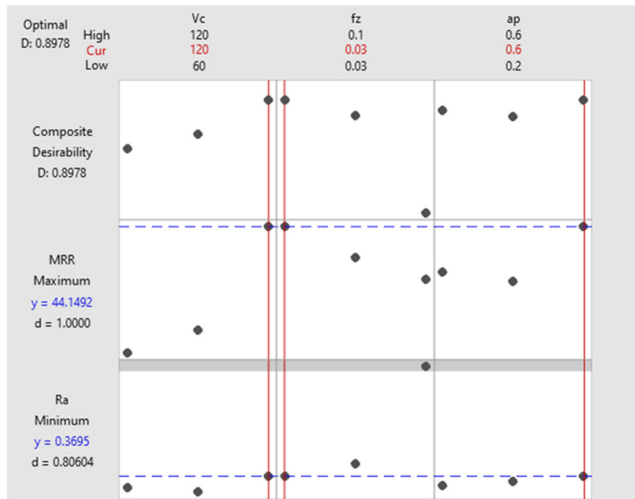 Optimal
D: 0.8978
Vc fz ap
High 120 0.1 0.6
Cur 120 0.03 0.6
Low 60 0.03 0.2
Composite
Desirability
D: 0.8978
MRR
Maximum
y = 44.1492
d = 1.0000
Ra
Minimum
y = 0.3695
d = 0.80604